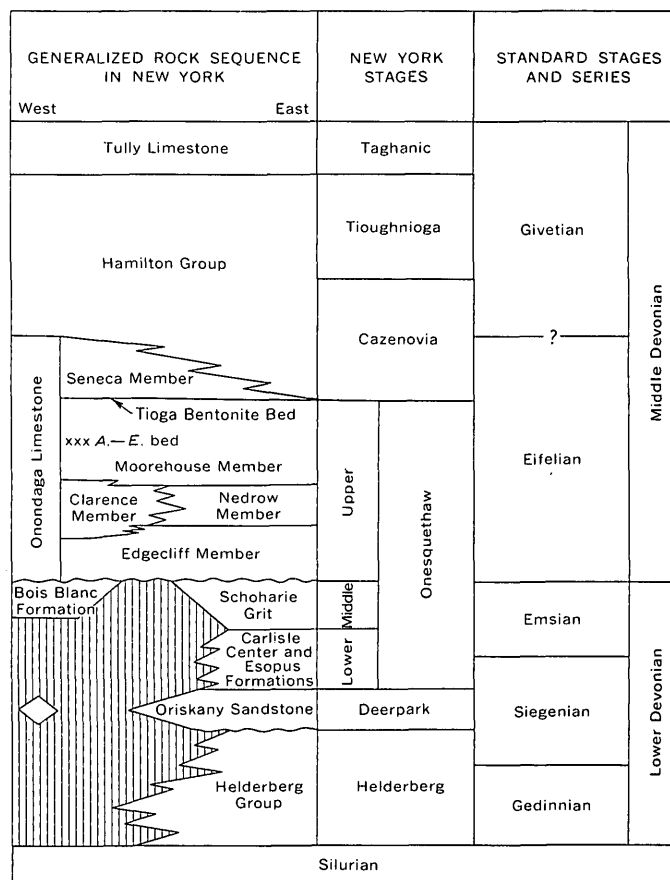 GENERALIZED ROCK SEQUENCE
IN NEW YORK
West
East
NEW YORK
STAGES
STANDARD STAGES
AND SERIES
Tully Limestone
Taghanic
Hamilton Group
Tioughnioga
Givetian
Cazenovia
?
Middle Devonian
Onondaga Limestone
Seneca Member
Tioga Bentonite Bed
xxx A.–E. bed
Moorehouse Member
Clarence
Member
Nedrow
Member
Edgecliff Member
Upper
Onesquethaw
Eifelian
Bois Blanc
Formation
Schoharie
Grit
Middle
Emsian
Carlisle
Center and
Esopus
Formations
Lower
Oriskany Sandstone
Deerpark
Siegenian
Lower Devonian
Helderberg
Group
Helderberg
Gedinnian
Silurian